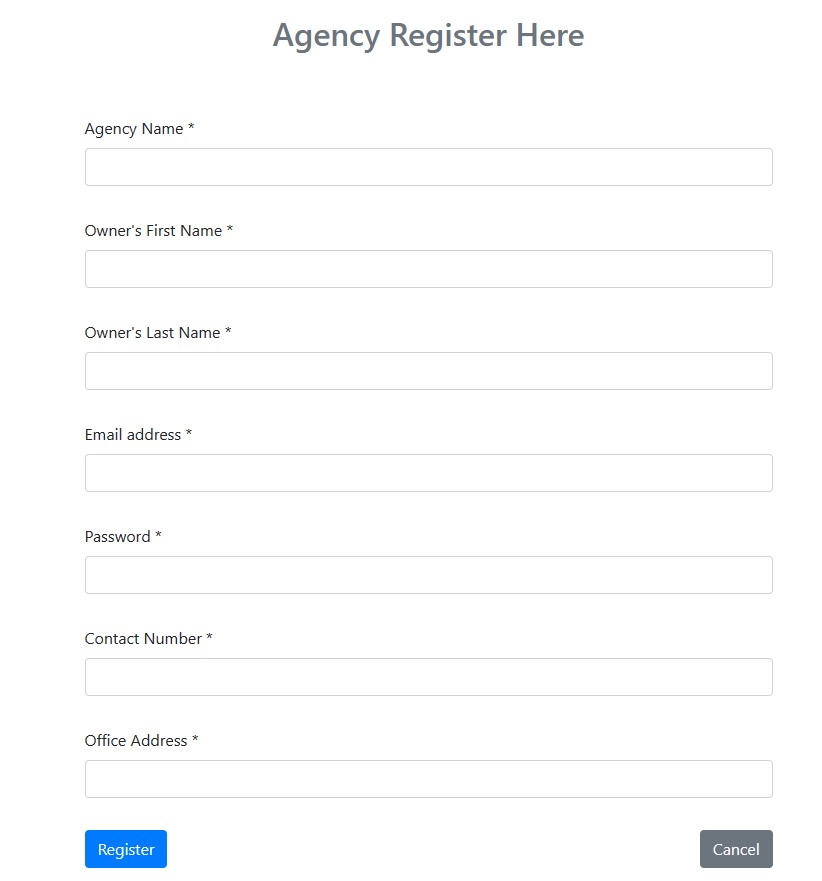 Agency Register Here
Agency Name *
Owner's First Name *
Owner's Last Name *
Email address *
Password *
Contact Number *
Office Address *
Register Cancel